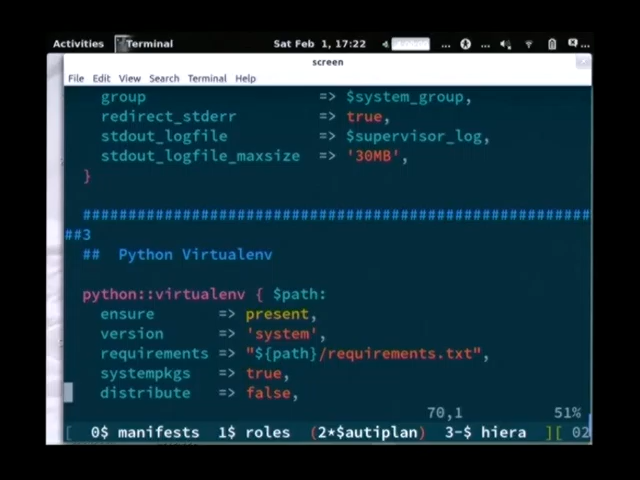 Activities Terminal Sat Feb 1, 17:22 ... ... ...
screen
File Edit View Search Terminal Help
group => $system_group,
redirect_stderr => true,
stdout_logfile => $supervisor_log,
stdout_logfile_maxsize => '30MB',
}
########################################################
##3
## Python Virtualenv
python::virtualenv { $path:
ensure => present,
version => 'system',
requirements => "${path}/requirements.txt",
systempkgs => true,
distribute => false,
70,1 51%
[ 0$ manifests 1$ roles (2*$autiplan) 3-$ hiera ][ 02